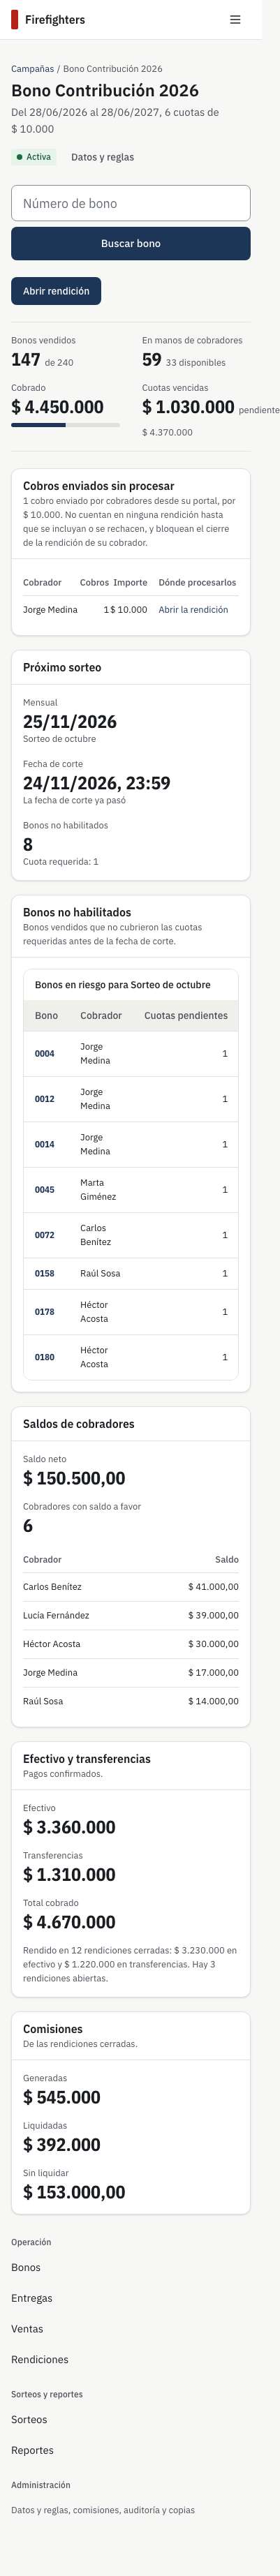 Firefighters
Campañas / Bono Contribución 2026
Bono Contribución 2026
Del 28/06/2026 al 28/06/2027, 6 cuotas de
$ 10.000
Activa
Datos y reglas
Número de bono
Buscar bono
Abrir rendición
Bonos vendidos
147 de 240
En manos de cobradores
59 33 disponibles
Cobrado
$ 4.450.000
Cuotas vencidas
$ 1.030.000 pendiente
$ 4.370.000
Cobros enviados sin procesar
1 cobro enviado por cobradores desde su portal, por
$ 10.000. No cuentan en ninguna rendición hasta
que se incluyan o se rechacen, y bloquean el cierre
de la rendición de su cobrador.
Cobrador Cobros Importe Dónde procesarlos
Jorge Medina 1 $ 10.000 Abrir la rendición
Próximo sorteo
Mensual
25/11/2026
Sorteo de octubre
Fecha de corte
24/11/2026, 23:59
La fecha de corte ya pasó
Bonos no habilitados
8
Cuota requerida: 1
Bonos no habilitados
Bonos vendidos que no cubrieron las cuotas
requeridas antes de la fecha de corte.
Bonos en riesgo para Sorteo de octubre
Bono Cobrador Cuotas pendientes
0004 Jorge Medina 1
0012 Jorge Medina 1
0014 Jorge Medina 1
0045 Marta Giménez 1
0072 Carlos Benítez 1
0158 Raúl Sosa 1
0178 Héctor Acosta 1
0180 Héctor Acosta 1
Saldos de cobradores
Saldo neto
$ 150.500,00
Cobradores con saldo a favor
6
Cobrador Saldo
Carlos Benítez $ 41.000,00
Lucía Fernández $ 39.000,00
Héctor Acosta $ 30.000,00
Jorge Medina $ 17.000,00
Raúl Sosa $ 14.000,00
Efectivo y transferencias
Pagos confirmados.
Efectivo
$ 3.360.000
Transferencias
$ 1.310.000
Total cobrado
$ 4.670.000
Rendido en 12 rendiciones cerradas: $ 3.230.000 en
efectivo y $ 1.220.000 en transferencias. Hay 3
rendiciones abiertas.
Comisiones
De las rendiciones cerradas.
Generadas
$ 545.000
Liquidadas
$ 392.000
Sin liquidar
$ 153.000,00
Operación
Bonos
Entregas
Ventas
Rendiciones
Sorteos y reportes
Sorteos
Reportes
Administración
Datos y reglas, comisiones, auditoría y copias